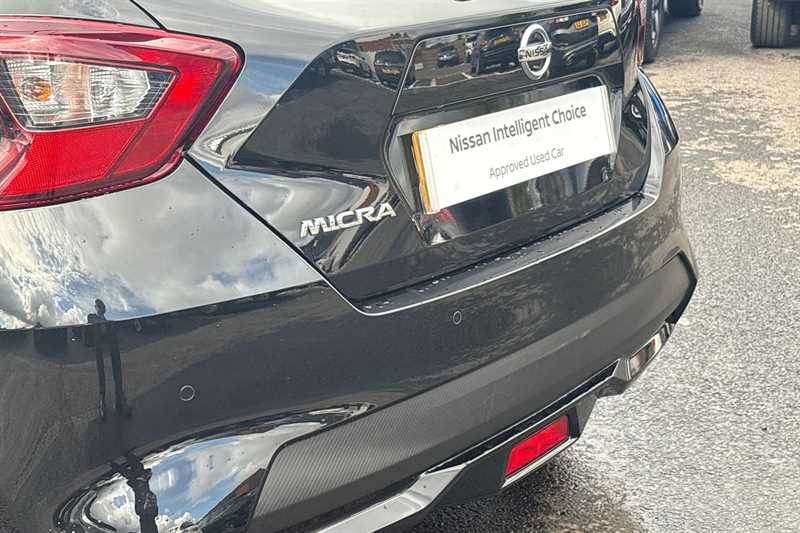 NISSAN
Nissan Intelligent Choice
Approved Used Car
MICRA